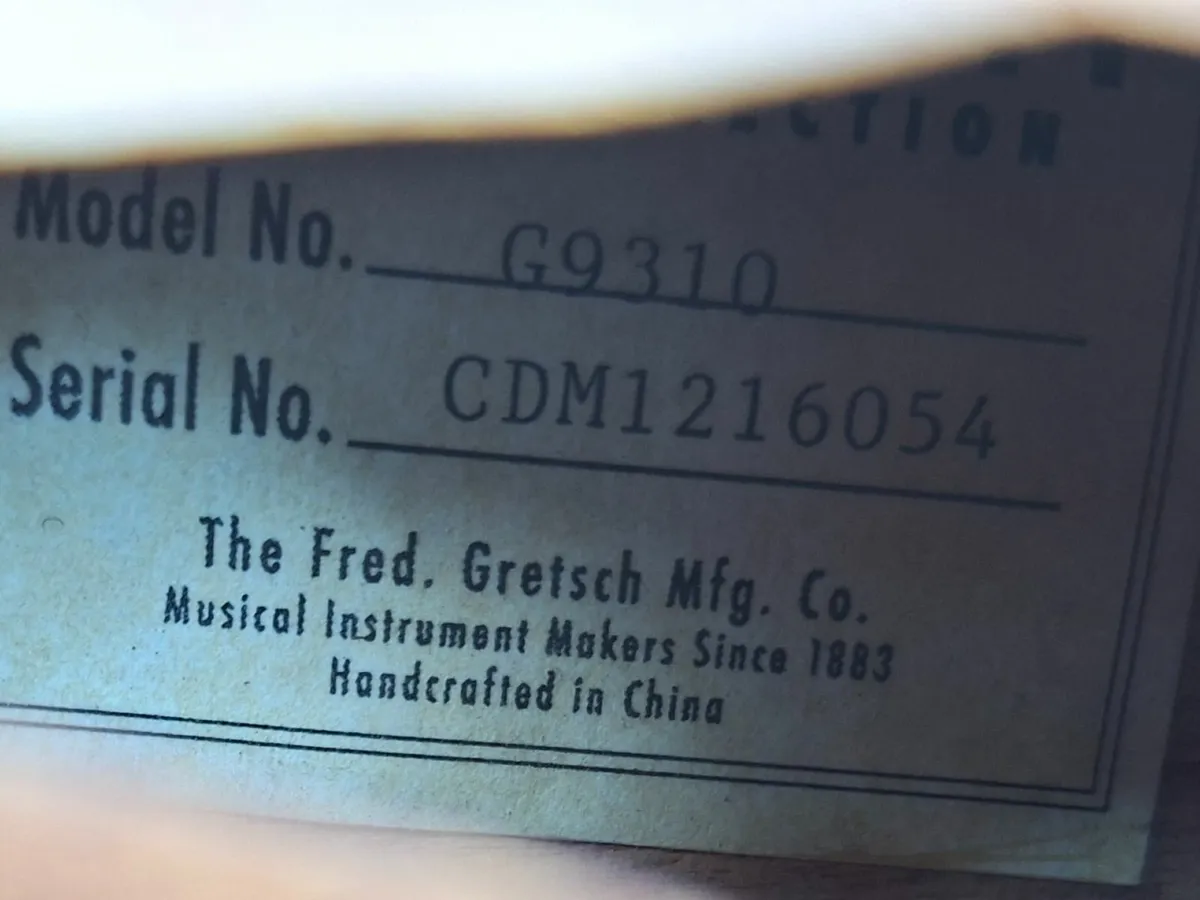 CTION
Model No. G9310
Serial No. CDM1216054
The Fred. Gretsch Mfg. Co.
Musical Instrument Makers Since 1883
Handcrafted in China